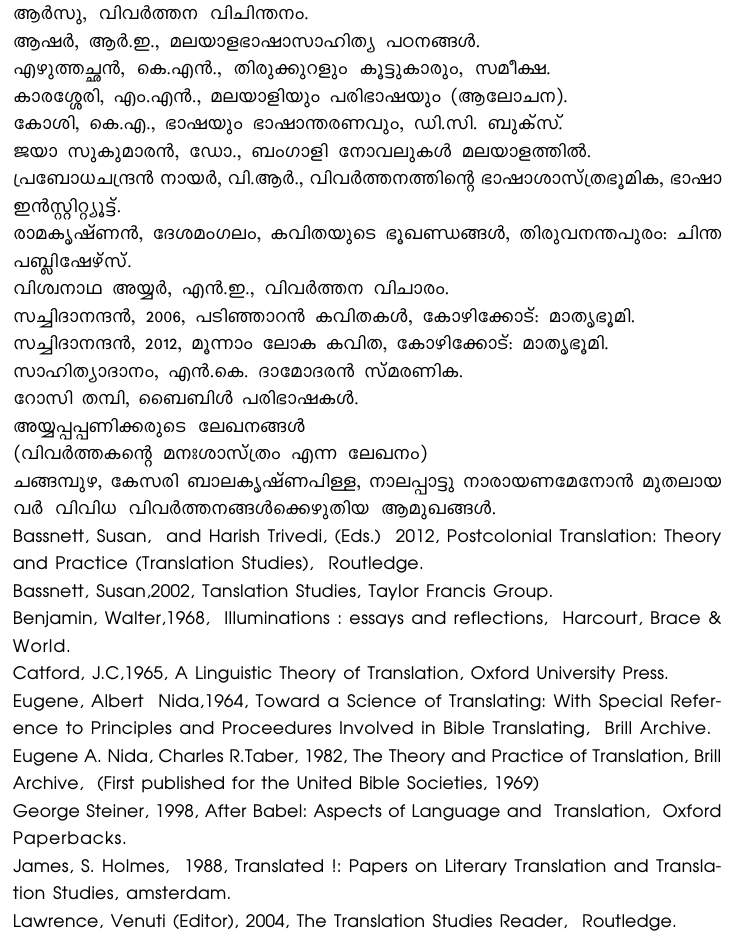 ആർസു, വിവർത്തന വിചിന്തനം.
ആഷർ, ആർ.ഇ., മലയാളഭാഷാസാഹിത്യ പഠനങ്ങൾ.
എഴുത്തച്ഛൻ, കെ.എൻ., തിരുക്കുറളും കൂട്ടുകാരും, സമീക്ഷ.
കാരശ്ശേരി, എം.എൻ., മലയാളിയും പരിഭാഷയും (ആലോചന).
കോശി, കെ.എ., ഭാഷയും ഭാഷാന്തരണവും, ഡി.സി. ബുക്സ്.
ജയാ സുകുമാരൻ, ഡോ., ബംഗാളി നോവലുകൾ മലയാളത്തിൽ.
പ്രബോധചന്ദ്രൻ നായർ, വി.ആർ., വിവർത്തനത്തിന്റെ ഭാഷാശാസ്ത്രഭൂമിക, ഭാഷാ
ഇൻസ്റ്റിറ്റ്യൂട്ട്.
രാമകൃഷ്ണൻ, ദേശമംഗലം, കവിതയുടെ ഭൂഖണ്ഡങ്ങൾ, തിരുവനന്തപുരം: ചിന്ത
പബ്ലിഷേഴ്സ്.
വിശ്വനാഥ അയ്യർ, എൻ.ഇ., വിവർത്തന വിചാരം.
സച്ചിദാനന്ദൻ, 2006, പടിഞ്ഞാറൻ കവിതകൾ, കോഴിക്കോട്: മാതൃഭൂമി.
സച്ചിദാനന്ദൻ, 2012, മൂന്നാം ലോക കവിത, കോഴിക്കോട്: മാതൃഭൂമി.
സാഹിത്യാദാനം, എൻ.കെ. ദാമോദരൻ സ്മരണിക.
റോസി തമ്പി, ബൈബിൾ പരിഭാഷകൾ.
അയ്യപ്പപ്പണിക്കരുടെ ലേഖനങ്ങൾ
(വിവർത്തകന്റെ മനഃശാസ്ത്രം എന്ന ലേഖനം)
ചങ്ങമ്പുഴ, കേസരി ബാലകൃഷ്ണപിള്ള, നാലപ്പാട്ടു നാരായണമേനോൻ മുതലായ
വർ വിവിധ വിവർത്തനങ്ങൾക്കെഴുതിയ ആമുഖങ്ങൾ.
Bassnett, Susan, and Harish Trivedi, (Eds.) 2012, Postcolonial Translation: Theory
and Practice (Translation Studies), Routledge.
Bassnett, Susan,2002, Tanslation Studies, Taylor Francis Group.
Benjamin, Walter,1968, Illuminations : essays and reflections, Harcourt, Brace &
World.
Catford, J.C,1965, A Linguistic Theory of Translation, Oxford University Press.
Eugene, Albert Nida,1964, Toward a Science of Translating: With Special Refer-
ence to Principles and Proceedures Involved in Bible Translating, Brill Archive.
Eugene A. Nida, Charles R.Taber, 1982, The Theory and Practice of Translation, Brill
Archive, (First published for the United Bible Societies, 1969)
George Steiner, 1998, After Babel: Aspects of Language and Translation, Oxford
Paperbacks.
James, S. Holmes, 1988, Translated !: Papers on Literary Translation and Transla-
tion Studies, amsterdam.
Lawrence, Venuti (Editor), 2004, The Translation Studies Reader, Routledge.